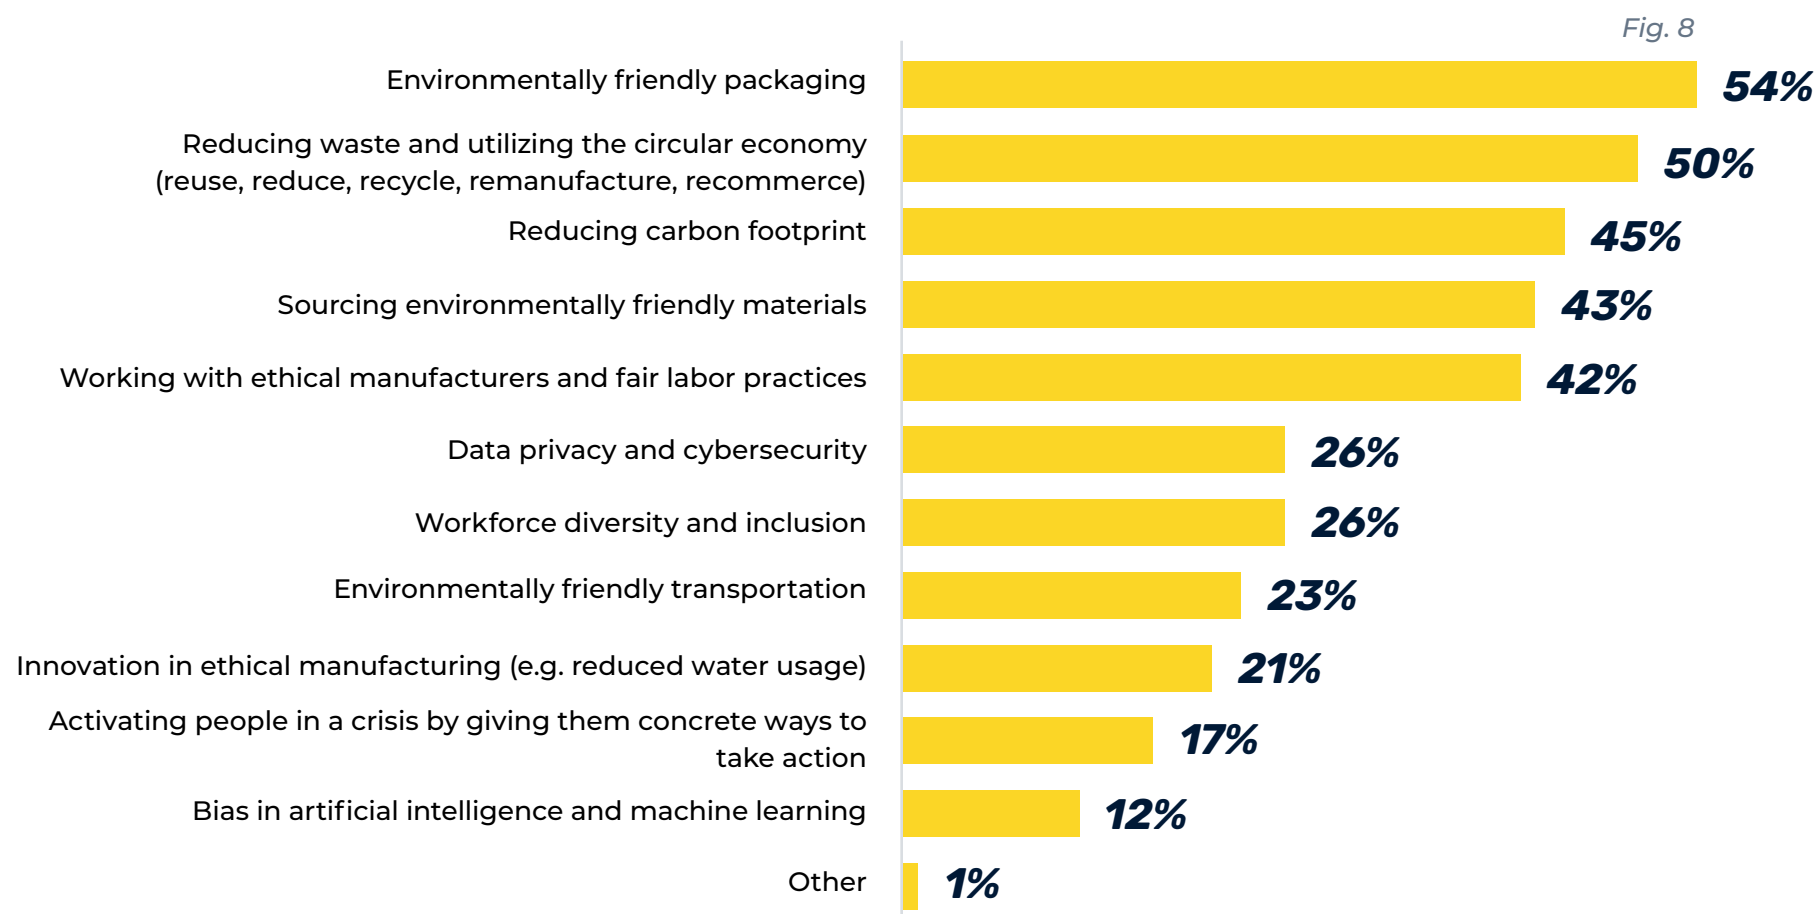 Fig. 8
Environmentally friendly packaging 54%
Reducing waste and utilizing the circular economy
(reuse, reduce, recycle, remanufacture, recommerce) 50%
Reducing carbon footprint 45%
Sourcing environmentally friendly materials 43%
Working with ethical manufacturers and fair labor practices 42%
Data privacy and cybersecurity 26%
Workforce diversity and inclusion 26%
Environmentally friendly transportation 23%
Innovation in ethical manufacturing (e.g. reduced water usage) 21%
Activating people in a crisis by giving them concrete ways to
take action 17%
Bias in artificial intelligence and machine learning 12%
Other 1%